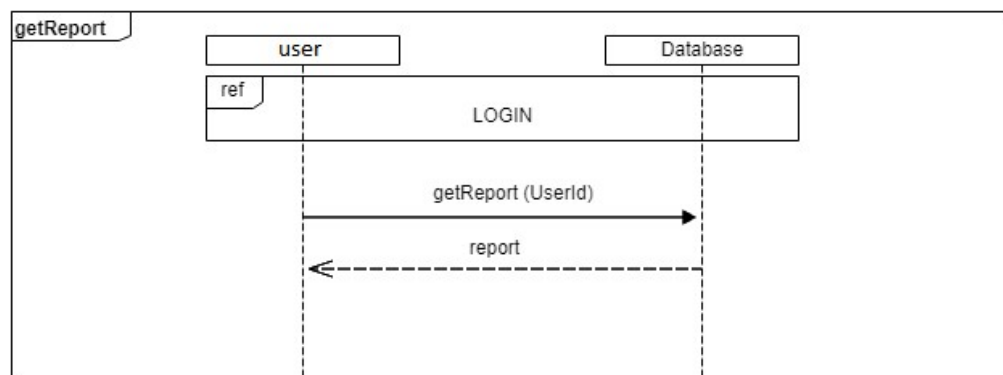 getReport
user
Database
ref
LOGIN
getReport (UserId)
report